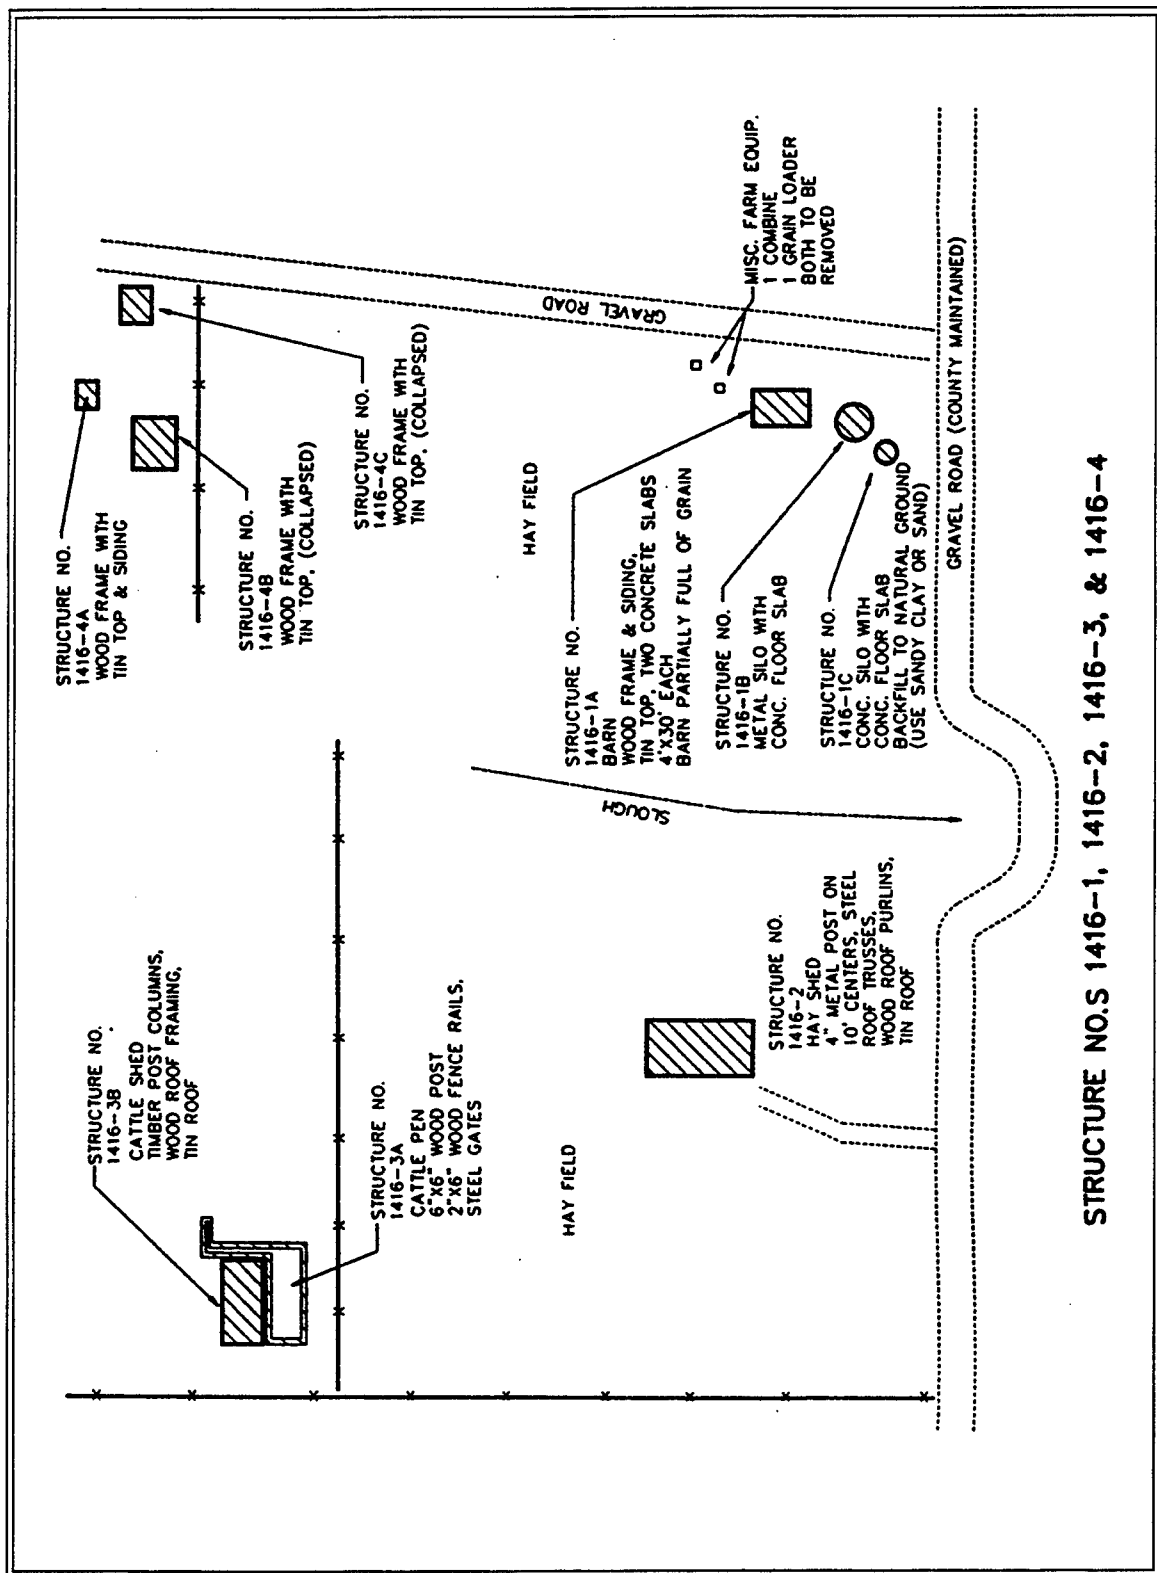 STRUCTURE NO.
1416-3B
CATTLE SHED
TIMBER POST COLUMNS,
WOOD ROOF FRAMING,
TIN ROOF
STRUCTURE NO.
1416-3A
CATTLE PEN
6"X6" WOOD POST
2"X6" WOOD FENCE RAILS,
STEEL GATES
HAY FIELD
STRUCTURE NO.
1416-2
HAY SHED
4" METAL POST ON
10' CENTERS, STEEL
ROOF TRUSSES,
WOOD ROOF PURLINS,
TIN ROOF
SLOUGH
STRUCTURE NO.
1416-4A
WOOD FRAME WITH
TIN TOP & SIDING
STRUCTURE NO.
1416-4B
WOOD FRAME WITH
TIN TOP, (COLLAPSED)
STRUCTURE NO.
1416-4C
WOOD FRAME WITH
TIN TOP, (COLLAPSED)
HAY FIELD
STRUCTURE NO.
1416-1A
BARN
WOOD FRAME & SIDING,
TIN TOP, TWO CONCRETE SLABS
4'X30' EACH
BARN PARTIALLY FULL OF GRAIN
STRUCTURE NO.
1416-1B
METAL SILO WITH
CONC. FLOOR SLAB
STRUCTURE NO.
1416-1C
CONC. SILO WITH
CONC. FLOOR SLAB
BACKFILL TO NATURAL GROUND
(USE SANDY CLAY OR SAND)
GRAVEL ROAD
MISC. FARM EQUIP.
1 COMBINE
1 GRAIN LOADER
BOTH TO BE
REMOVED
GRAVEL ROAD (COUNTY MAINTAINED)
STRUCTURE NO.S 1416-1, 1416-2, 1416-3, & 1416-4